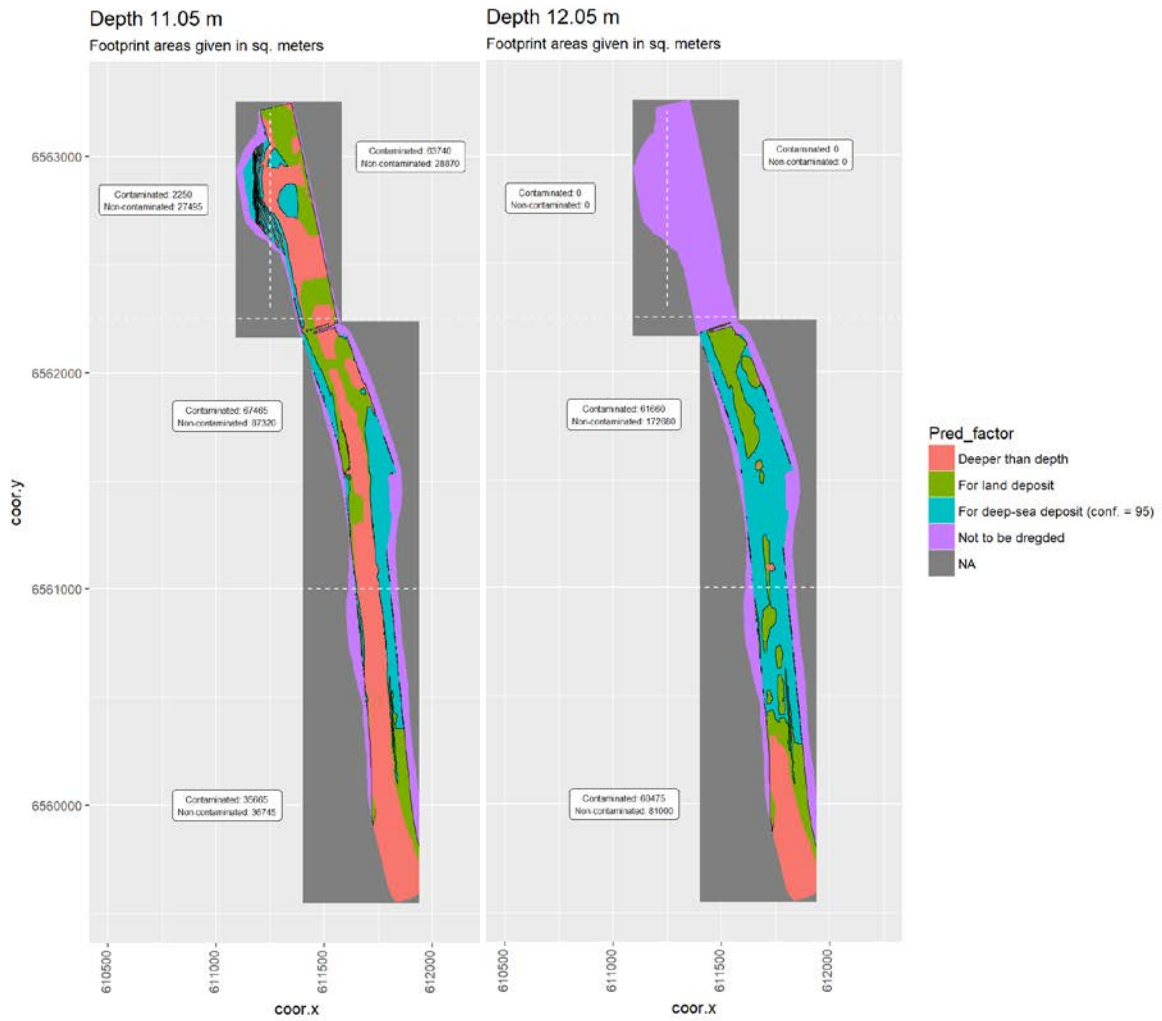 Depth 11.05 m
Footprint areas given in sq. meters
Depth 12.05 m
Footprint areas given in sq. meters
6563000
6562000
6561000
6560000
coor.y
Contaminated: 2250
Non-contaminated: 27495
Contaminated: 63740
Non-contaminated: 28870
Contaminated: 67465
Non-contaminated: 87320
Contaminated: 35665
Non-contaminated: 36745
610500
611000
611500
612000
coor.x
Contaminated: 0
Non-contaminated: 0
Contaminated: 0
Non-contaminated: 0
Contaminated: 61660
Non-contaminated: 172680
Contaminated: 60475
Non-contaminated: 81000
610500
611000
611500
612000
coor.x
Pred_factor
Deeper than depth
For land deposit
For deep-sea deposit (conf. = 95)
Not to be dregded
NA